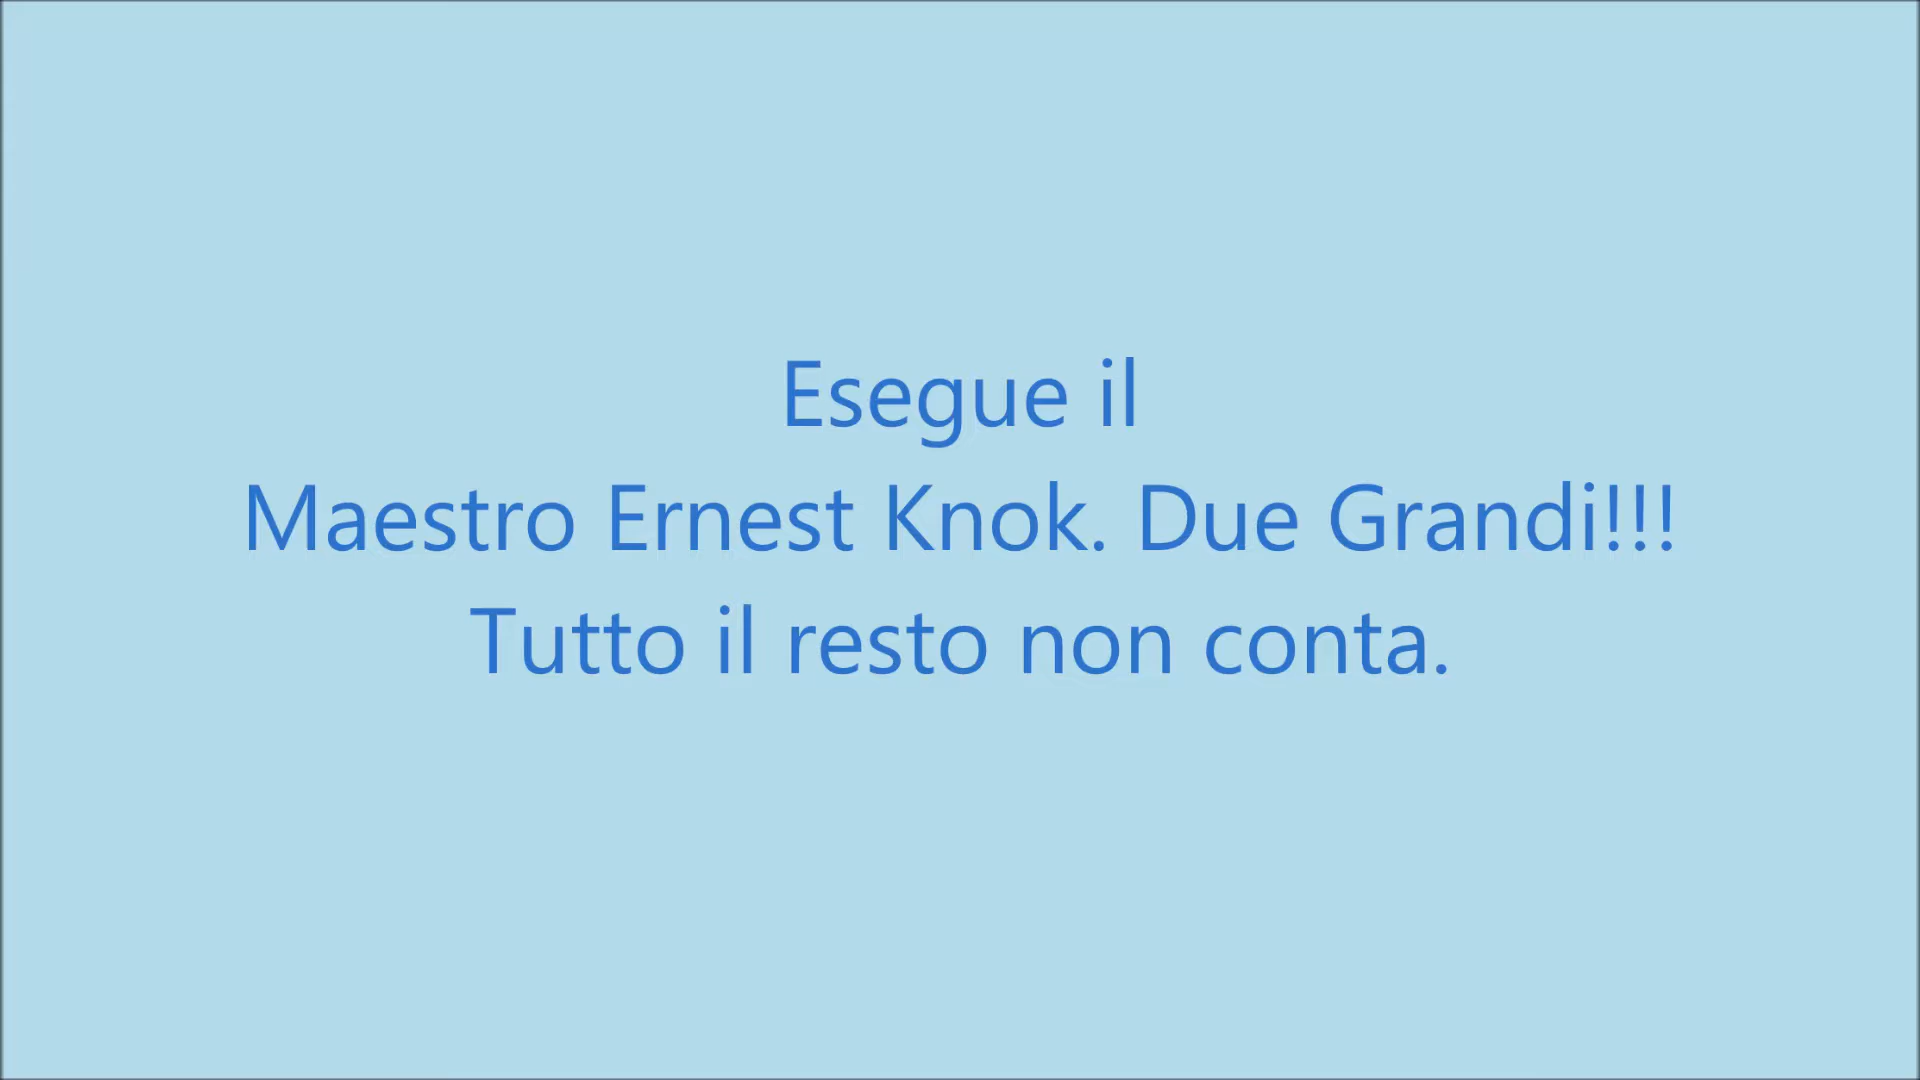 Esegue il
Maestro Ernest Knok. Due Grandi!!!
Tutto il resto non conta.